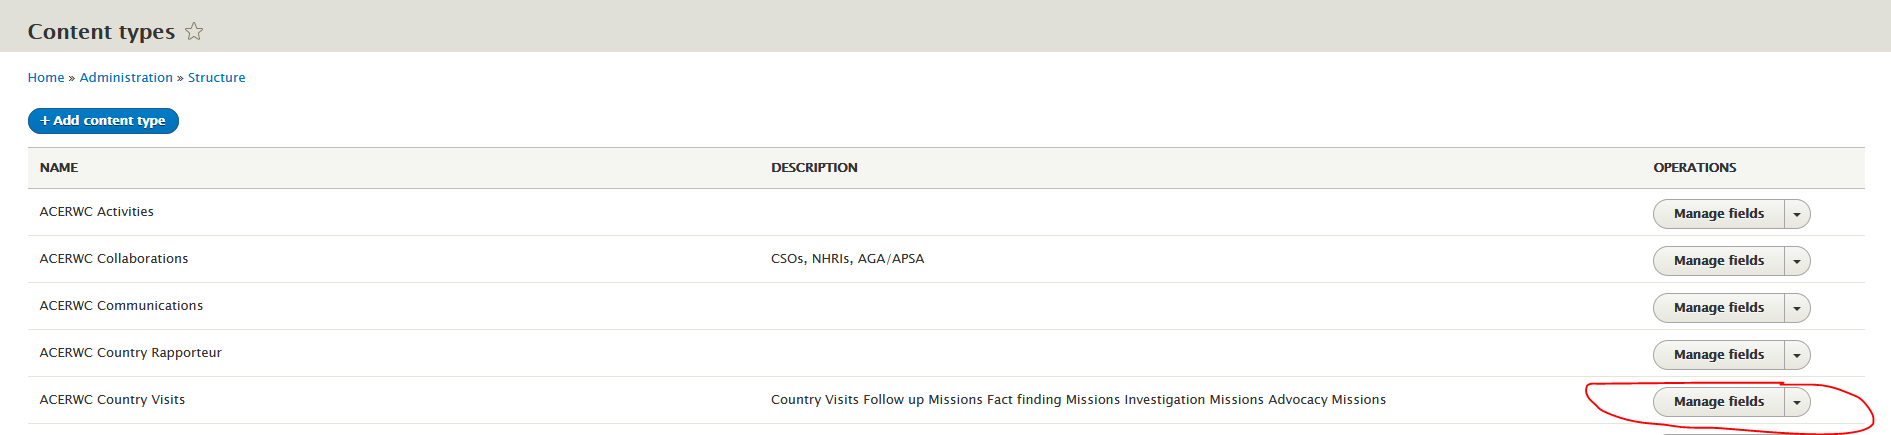 Content types
Home » Administration » Structure
+ Add content type
NAME DESCRIPTION OPERATIONS
ACERWC Activities Manage fields
ACERWC Collaborations CSOs, NHRIs, AGA/APSA Manage fields
ACERWC Communications Manage fields
ACERWC Country Rapporteur Manage fields
ACERWC Country Visits Country Visits Follow up Missions Fact finding Missions Investigation Missions Advocacy Missions Manage fields